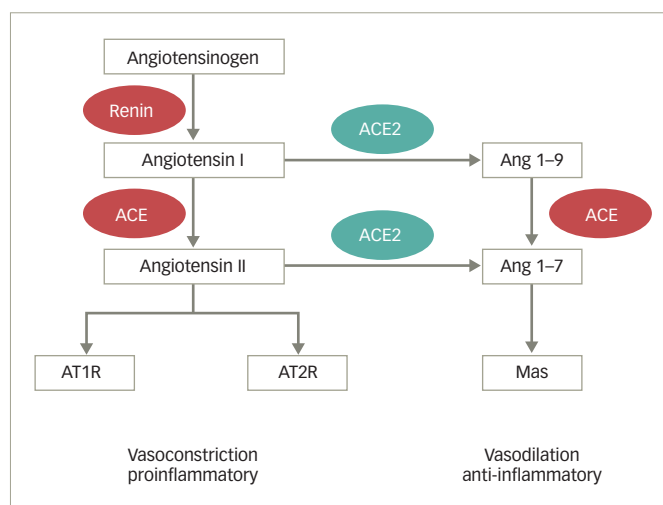 Angiotensinogen
Renin
ACE2
Angiotensin I
Ang 1–9
ACE
ACE
ACE2
Angiotensin II
Ang 1–7
AT1R
AT2R
Mas
Vasoconstriction
proinflammatory
Vasodilation
anti-inflammatory